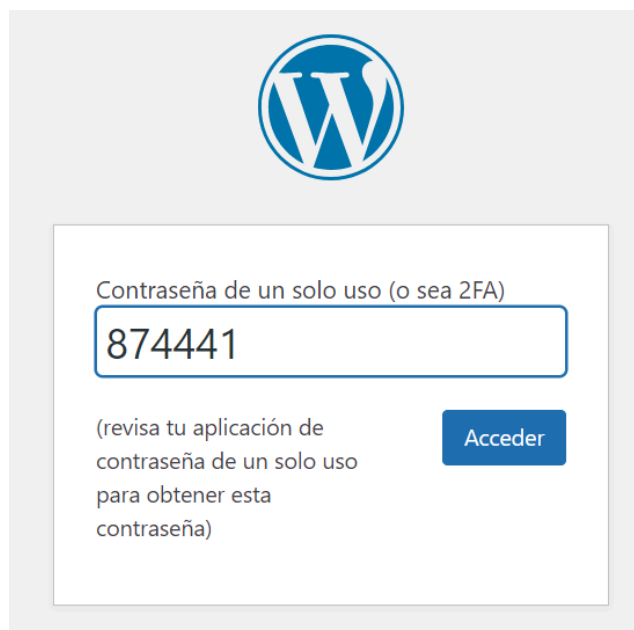 Contraseña de un solo uso (o sea 2FA)
874441
(revisa tu aplicación de
contraseña de un solo uso
para obtener esta
contraseña)
Acceder